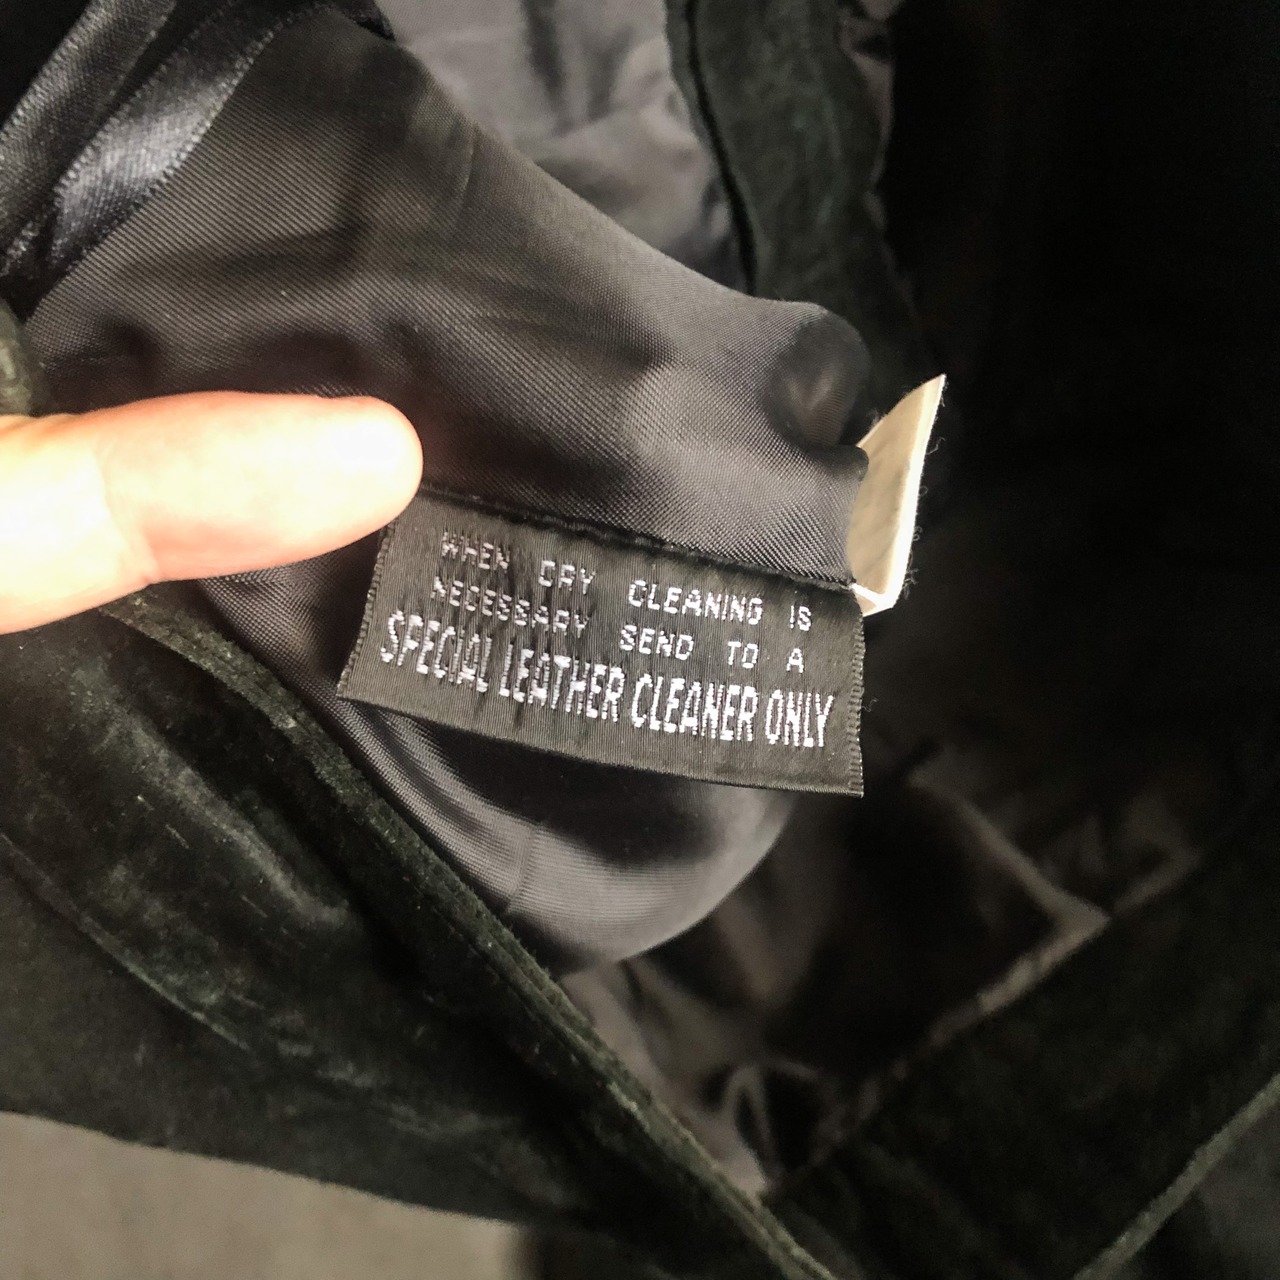 WHEN DRY CLEANING IS
NECESSARY SEND TO A
SPECIAL LEATHER CLEANER ONLY